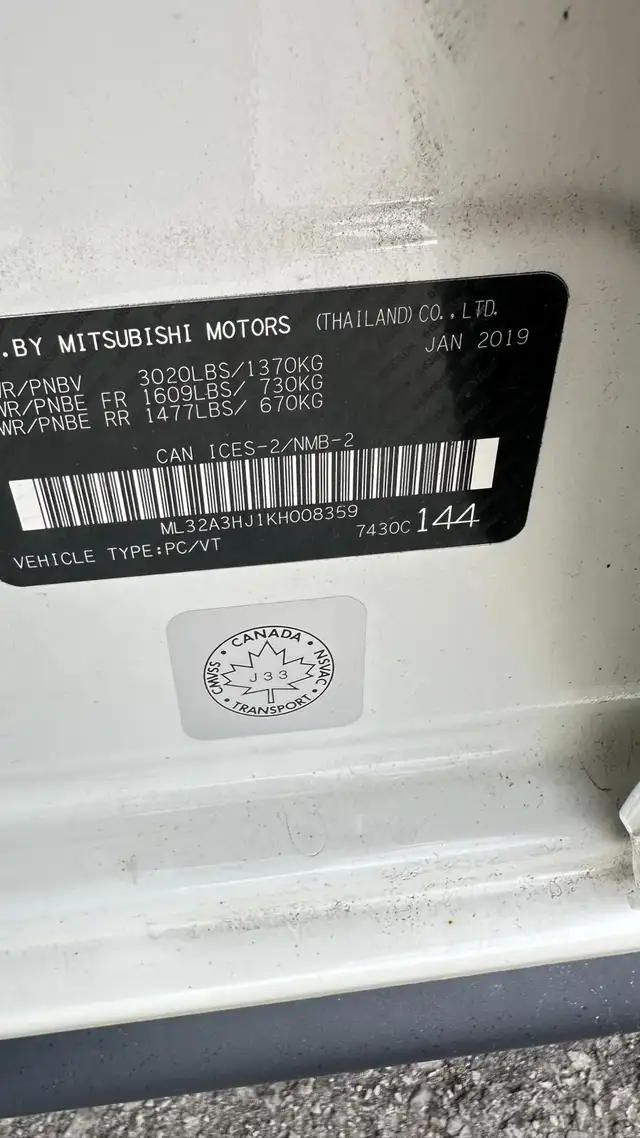 .BY MITSUBISHI MOTORS (THAILAND) CO.,LTD.
JAN 2019
WR/PNBV 3020LBS/1370KG
WR/PNBE FR 1609LBS/ 730KG
WR/PNBE RR 1477LBS/ 670KG
CAN ICES-2/NMB-2
ML32A3HJ1KH008359
VEHICLE TYPE:PC/VT 7430C 144
CANADA
CMVSS NSVAC
J33
TRANSPORT